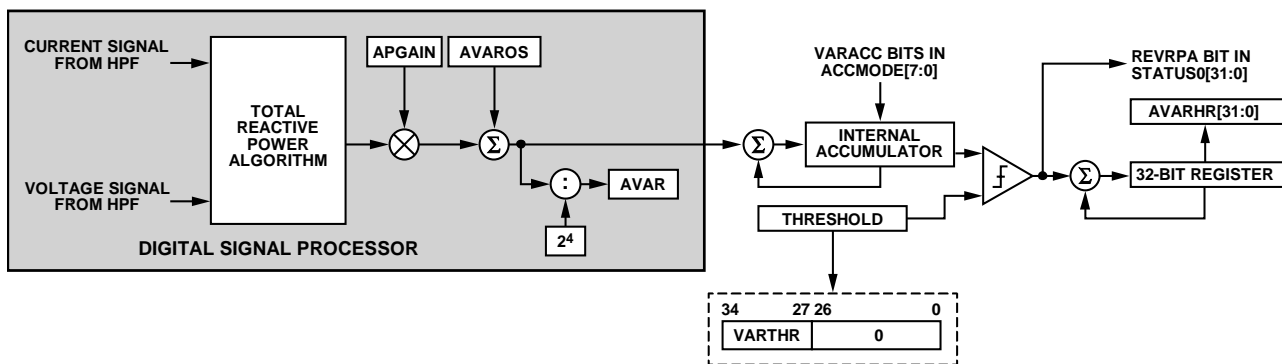 CURRENT SIGNAL
FROM HPF
VOLTAGE SIGNAL
FROM HPF
TOTAL
REACTIVE
POWER
ALGORITHM
APGAIN
AVAROS
Σ
:
AVAR
2⁴
DIGITAL SIGNAL PROCESSOR
VARACC BITS IN
ACCMODE[7:0]
Σ
INTERNAL
ACCUMULATOR
THRESHOLD
34 27 26 0
VARTHR 0
REVRPA BIT IN
STATUS0[31:0]
AVARHR[31:0]
Σ
32-BIT REGISTER